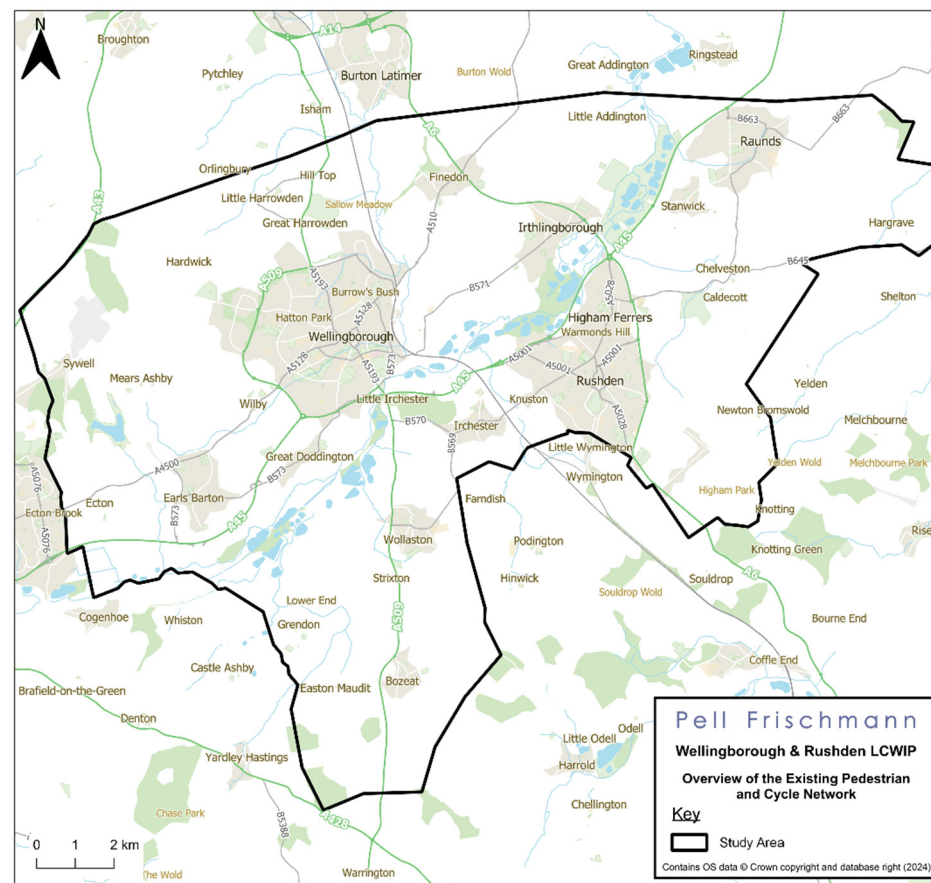 N
Broughton
A14
Burton Latimer
Pytchley
Burton Wold
Great Addington
Ringstead
Isham
A6
Little Addington
B663
B663
Raunds
Orlingbury
Hill Top
Finedon
A43
Little Harrowden
Sallow Meadow
Stanwick
Great Harrowden
A510
Irthlingborough
A45
Hargrave
Hardwick
A509
A5193
Burrow's Bush
B571
Chelveston
B645
A5028
Caldecott
Shelton
Hatton Park
A5128
Higham Ferrers
Wellingborough
Warmonds Hill
Sywell
A5128
A5193
B573
A45
A5001
A5001
A5001
Mears Ashby
Rushden
Yelden
Wilby
Little Irchester
Knuston
Newton Bromswold
Melchbourne
B570
Irchester
A5028
A4500
Great Doddington
B569
Little Wymington
A5076
B573
Wymington
Yelden Wold
Melchbourne Park
Ecton
Earls Barton
Farndish
Higham Park
Ecton Brook
B573
A45
Knotting
A5076
Wollaston
Podington
Rise
Knotting Green
Strixton
Hinwick
Souldrop
A6
Lower End
Souldrop Wold
Cogenhoe
Whiston
Grendon
A509
Bourne End
Castle Ashby
Coffle End
Brafield-on-the-Green
Easton Maudit
Bozeat
Denton
Odell
Little Odell
Yardley Hastings
Harrold
Chellington
Chase Park
B5388
A428
The Wold
Warrington
0 1 2 km
Pell Frischmann
Wellingborough & Rushden LCWIP
Overview of the Existing Pedestrian
and Cycle Network
Key
Study Area
Contains OS data © Crown copyright and database right (2024)